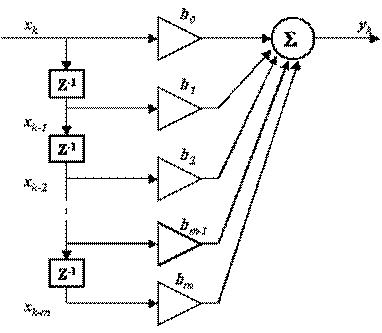 x_k b_0 Σ y_k
Z^-1 b_1
x_k-1
Z^-1 b_2
x_k-2
b_m-1
Z^-1 b_m
x_k-m